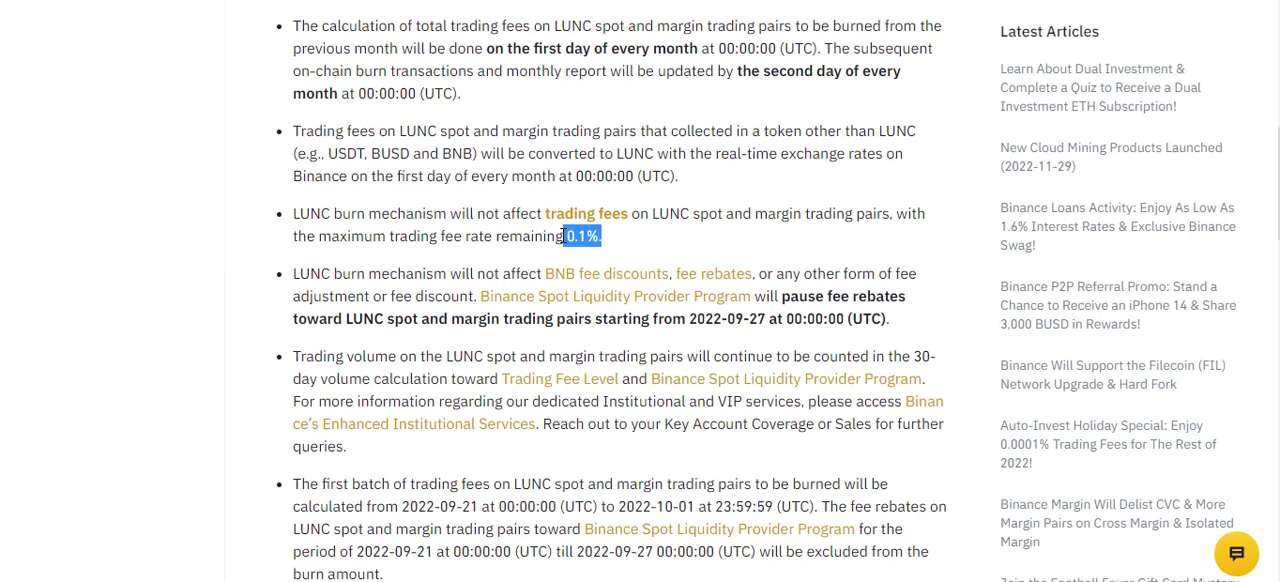 The calculation of total trading fees on LUNC spot and margin trading pairs to be burned from the
previous month will be done on the first day of every month at 00:00:00 (UTC). The subsequent
on-chain burn transactions and monthly report will be updated by the second day of every
month at 00:00:00 (UTC).
Trading fees on LUNC spot and margin trading pairs that collected in a token other than LUNC
(e.g., USDT, BUSD and BNB) will be converted to LUNC with the real-time exchange rates on
Binance on the first day of every month at 00:00:00 (UTC).
LUNC burn mechanism will not affect trading fees on LUNC spot and margin trading pairs, with
the maximum trading fee rate remaining 0.1%.
LUNC burn mechanism will not affect BNB fee discounts, fee rebates, or any other form of fee
adjustment or fee discount. Binance Spot Liquidity Provider Program will pause fee rebates
toward LUNC spot and margin trading pairs starting from 2022-09-27 at 00:00:00 (UTC).
Trading volume on the LUNC spot and margin trading pairs will continue to be counted in the 30-
day volume calculation toward Trading Fee Level and Binance Spot Liquidity Provider Program.
For more information regarding our dedicated Institutional and VIP services, please access Binan
ce's Enhanced Institutional Services. Reach out to your Key Account Coverage or Sales for further
queries.
The first batch of trading fees on LUNC spot and margin trading pairs to be burned will be
calculated from 2022-09-21 at 00:00:00 (UTC) to 2022-10-01 at 23:59:59 (UTC). The fee rebates on
LUNC spot and margin trading pairs toward Binance Spot Liquidity Provider Program for the
period of 2022-09-21 at 00:00:00 (UTC) till 2022-09-27 00:00:00 (UTC) will be excluded from the
burn amount.
Latest Articles
Learn About Dual Investment &
Complete a Quiz to Receive a Dual
Investment ETH Subscription!
New Cloud Mining Products Launched
(2022-11-29)
Binance Loans Activity: Enjoy As Low As
1.6% Interest Rates & Exclusive Binance
Swag!
Binance P2P Referral Promo: Stand a
Chance to Receive an iPhone 14 & Share
3,000 BUSD in Rewards!
Binance Will Support the Filecoin (FIL)
Network Upgrade & Hard Fork
Auto-Invest Holiday Special: Enjoy
0.0001% Trading Fees for The Rest of
2022!
Binance Margin Will Delist CVC & More
Margin Pairs on Cross Margin & Isolated
Margin
Join the Football Fever Gift Card Mystery